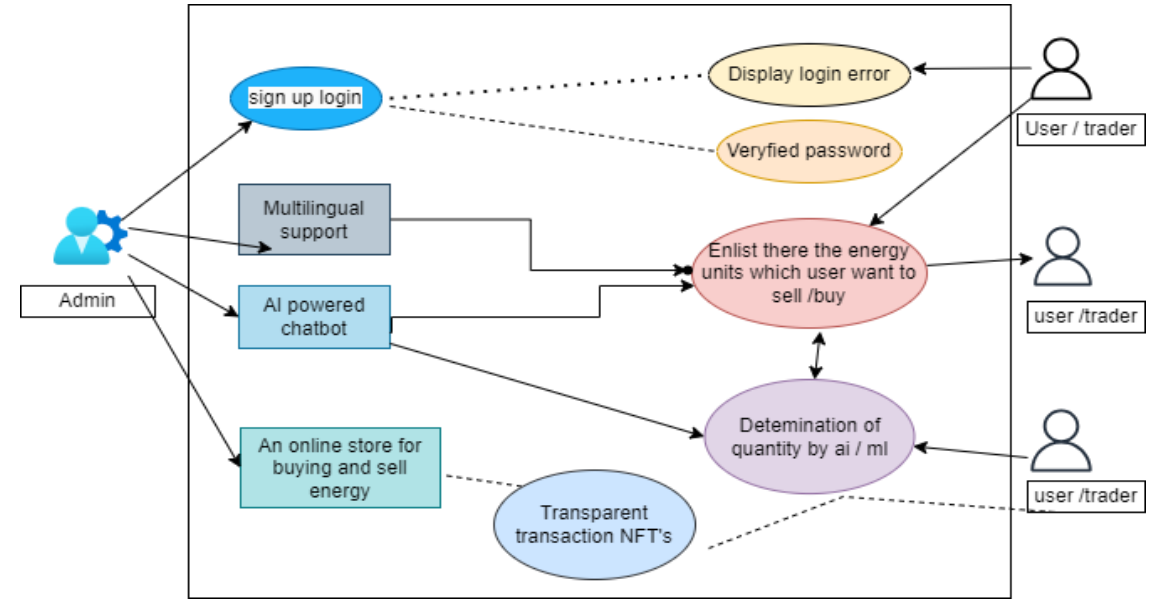 sign up login
Display login error
User / trader
Veryfied password
Multilingual
support
Enlist there the energy
units which user want to
sell /buy
Admin
user /trader
AI powered
chatbot
Detemination of
quantity by ai / ml
An online store for
buying and sell
energy
user /trader
Transparent
transaction NFT's